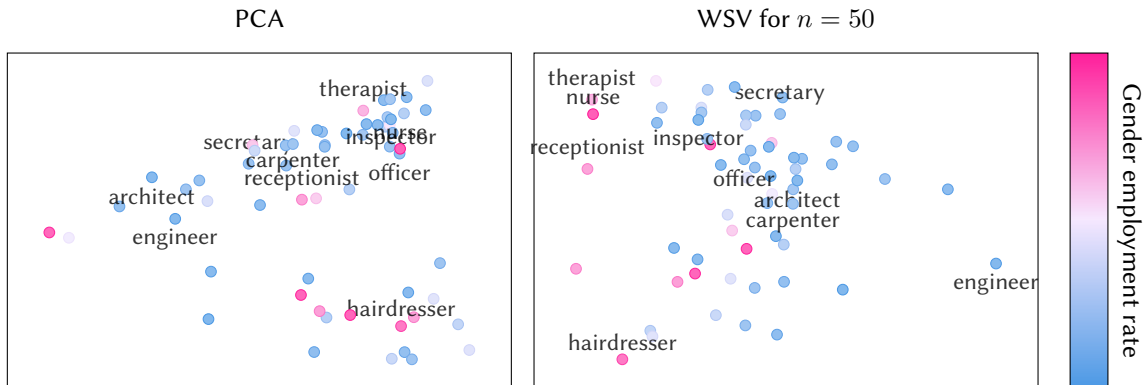 PCA
therapist
nurse
secretary
inspector
carpenter
receptionist
officer
architect
engineer
hairdresser
WSV for n = 50
therapist
nurse
secretary
inspector
receptionist
officer
architect
carpenter
engineer
hairdresser
Gender employment rate